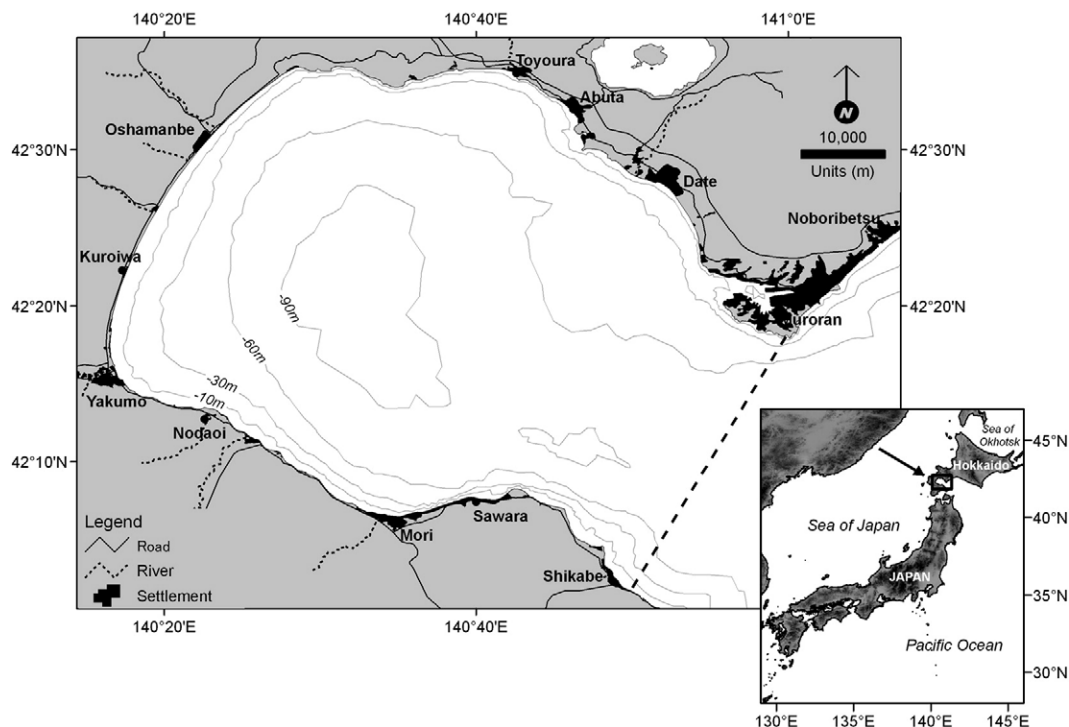 140°20'E
140°40'E
141°0'E
Toyoura
Abuta
Oshamanbe
N
10,000
Units (m)
42°30'N
42°30'N
Date
Noboribetsu
Kuroiwa
42°20'N
42°20'N
-90m
-60m
-30m
-10m
uroran
Yakumo
Nodaoi
42°10'N
Sawara
Mori
Shikabe
Legend
Road
River
Settlement
140°20'E
140°40'E
Sea of
Okhotsk
45°N
Hokkaido
40°N
Sea of Japan
JAPAN
35°N
Pacific Ocean
30°N
130°E
135°E
140°E
145°E